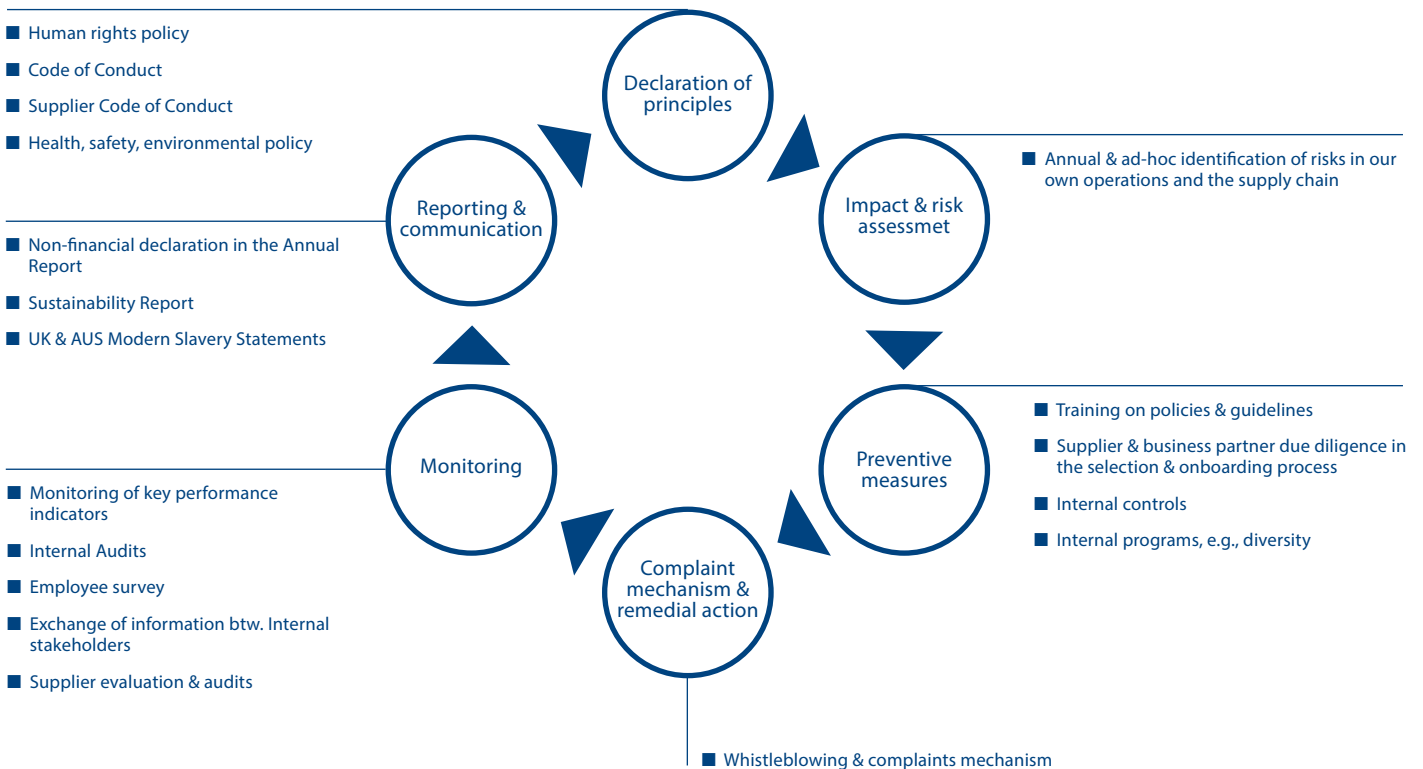 Declaration of
principles
■ Human rights policy
■ Code of Conduct
■ Supplier Code of Conduct
■ Health, safety, environmental policy
Impact & risk
assessmet
■ Annual & ad-hoc identification of risks in our
own operations and the supply chain
Preventive
measures
■ Training on policies & guidelines
■ Supplier & business partner due diligence in
the selection & onboarding process
■ Internal controls
■ Internal programs, e.g., diversity
Complaint
mechanism &
remedial action
■ Whistleblowing & complaints mechanism
Monitoring
■ Monitoring of key performance
indicators
■ Internal Audits
■ Employee survey
■ Exchange of information btw. Internal
stakeholders
■ Supplier evaluation & audits
Reporting &
communication
■ Non-financial declaration in the Annual
Report
■ Sustainability Report
■ UK & AUS Modern Slavery Statements